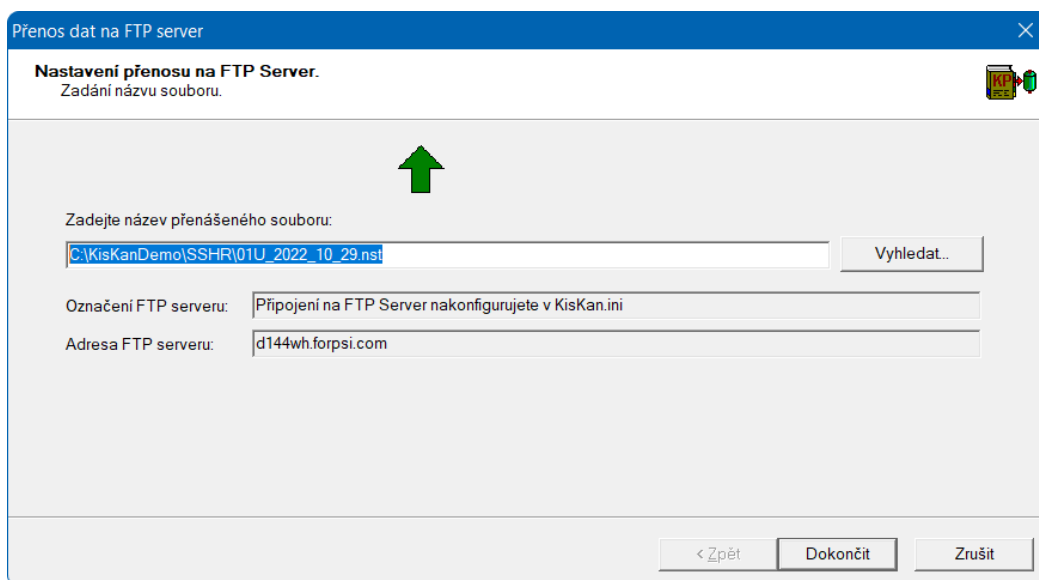 Přenos dat na FTP server
Nastavení přenosu na FTP Server.
Zadání názvu souboru.
KP
Zadejte název přenášeného souboru:
C:\KisKanDemo\SSHR\01U_2022_10_29.nst
Vyhledat...
Označení FTP serveru:
Připojení na FTP Server nakonfigurujete v KisKan.ini
Adresa FTP serveru:
d144wh.forpsi.com
< Zpět
Dokončit
Zrušit